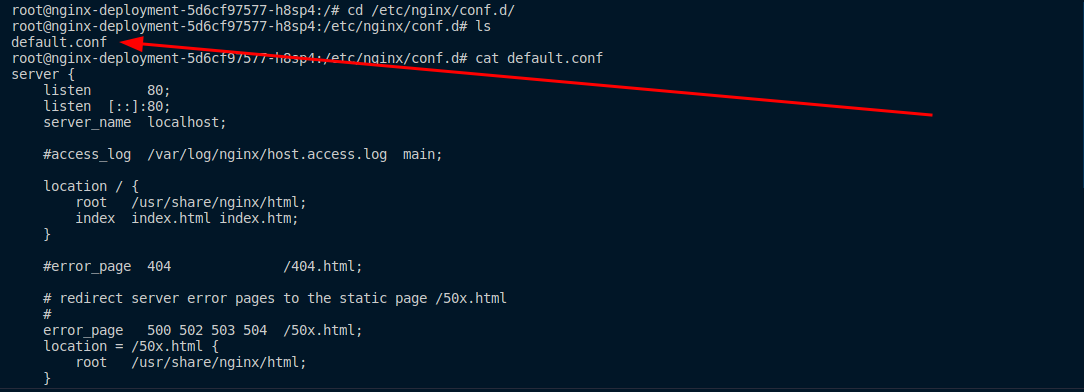 root@nginx-deployment-5d6cf97577-h8sp4:/# cd /etc/nginx/conf.d/
root@nginx-deployment-5d6cf97577-h8sp4:/etc/nginx/conf.d# ls
default.conf
root@nginx-deployment-5d6cf97577-h8sp4:/etc/nginx/conf.d# cat default.conf
server {
    listen       80;
    listen  [::]:80;
    server_name  localhost;

    #access_log  /var/log/nginx/host.access.log  main;

    location / {
        root   /usr/share/nginx/html;
        index  index.html index.htm;
    }

    #error_page  404              /404.html;

    # redirect server error pages to the static page /50x.html
    #
    error_page   500 502 503 504  /50x.html;
    location = /50x.html {
        root   /usr/share/nginx/html;
    }